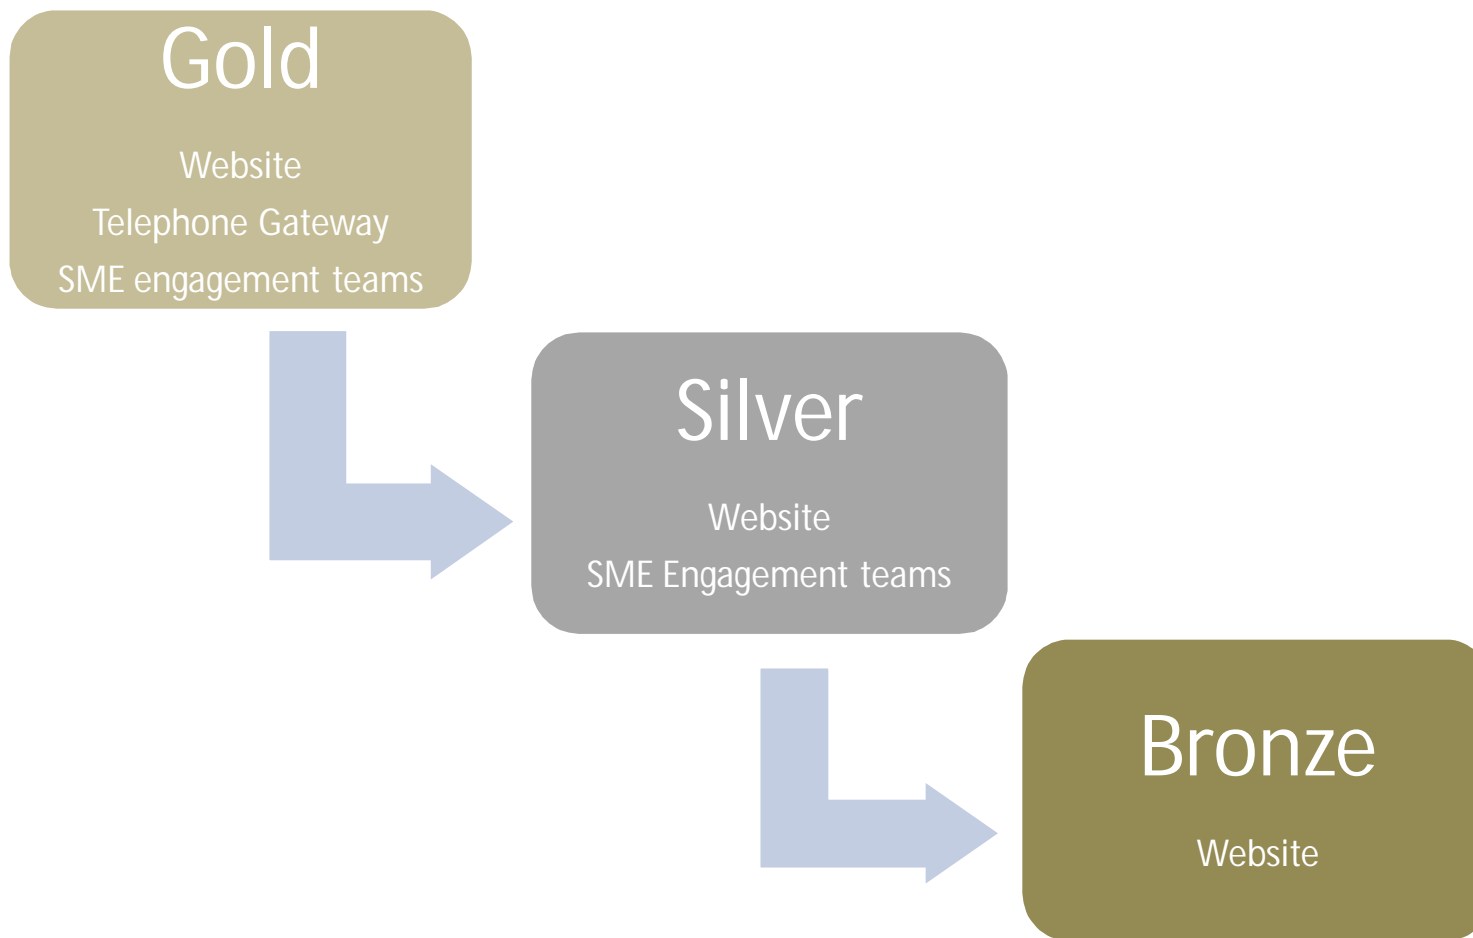 Gold
Website
Telephone Gateway
SME engagement teams
Silver
Website
SME Engagement teams
Bronze
Website